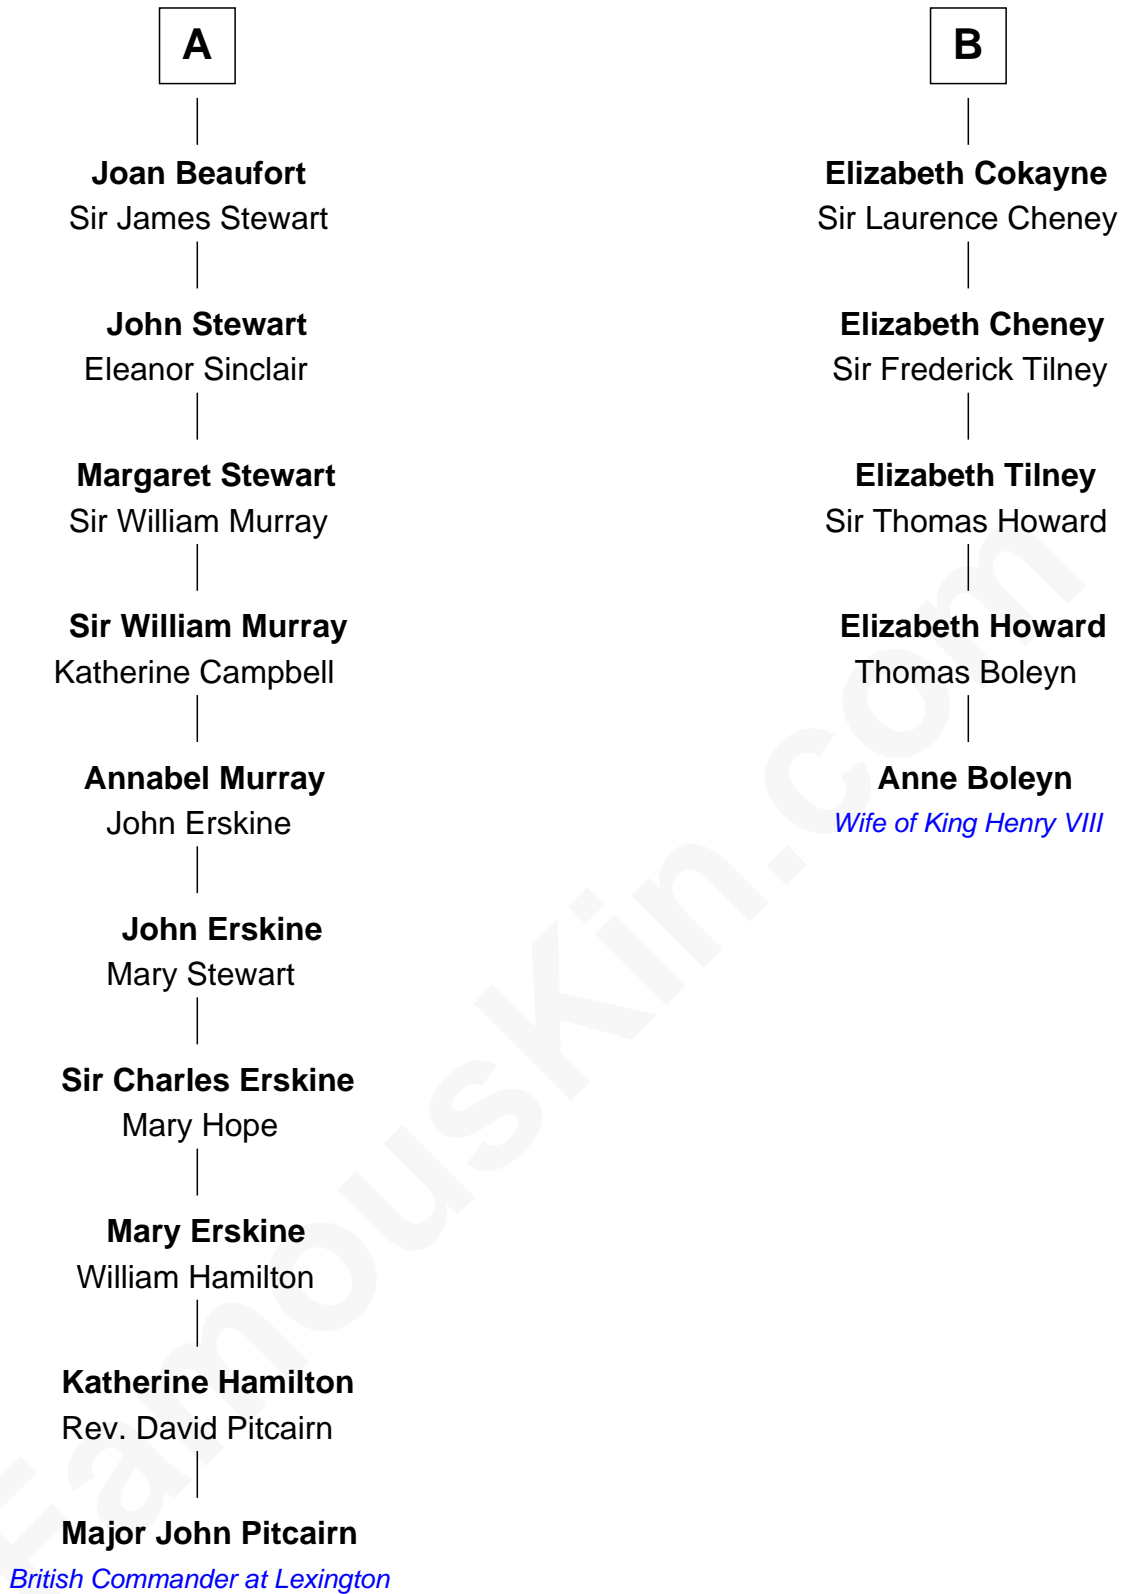 A
Joan Beaufort
Sir James Stewart
John Stewart
Eleanor Sinclair
Margaret Stewart
Sir William Murray
Sir William Murray
Katherine Campbell
Annabel Murray
John Erskine
John Erskine
Mary Stewart
Sir Charles Erskine
Mary Hope
Mary Erskine
William Hamilton
Katherine Hamilton
Rev. David Pitcairn
Major John Pitcairn
British Commander at Lexington
B
Elizabeth Cokayne
Sir Laurence Cheney
Elizabeth Cheney
Sir Frederick Tilney
Elizabeth Tilney
Sir Thomas Howard
Elizabeth Howard
Thomas Boleyn
Anne Boleyn
Wife of King Henry VIII
FamousKin.com